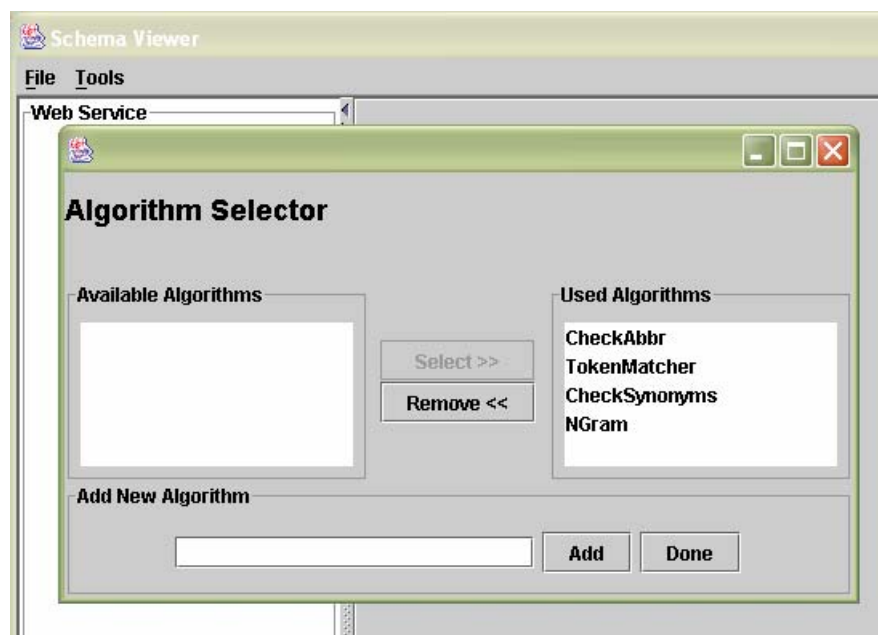 Schema Viewer
File Tools
Web Service
Algorithm Selector
Available Algorithms
Used Algorithms
CheckAbbr
TokenMatcher
CheckSynonyms
NGram
Select >>
Remove <<
Add New Algorithm
Add Done